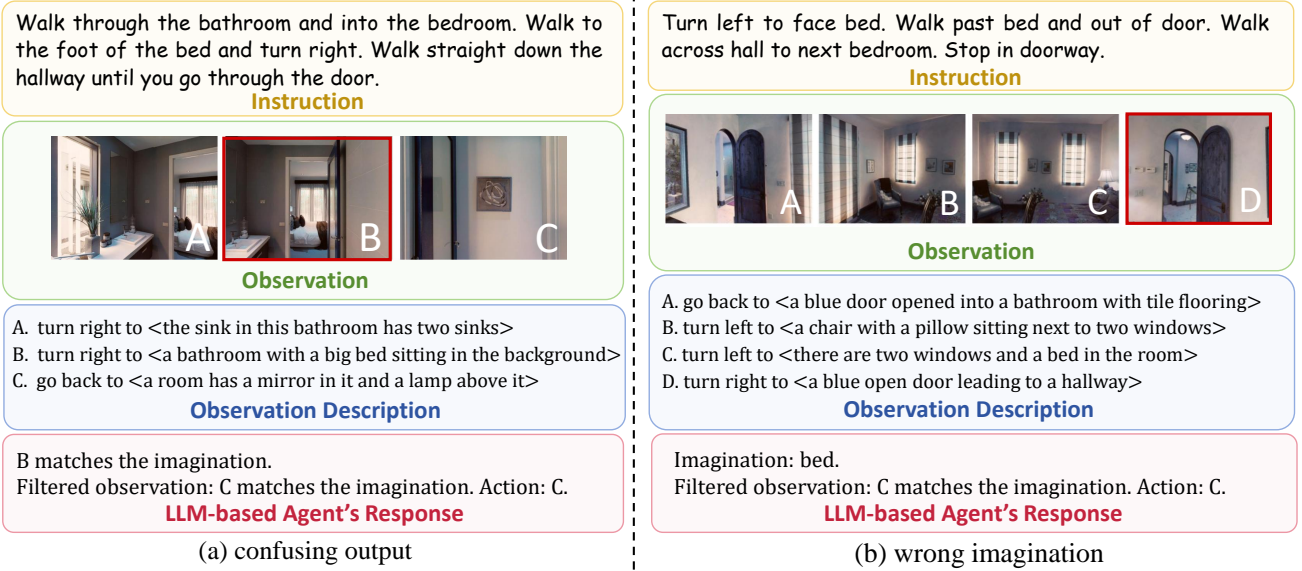 Walk through the bathroom and into the bedroom. Walk to
the foot of the bed and turn right. Walk straight down the
hallway until you go through the door.
Instruction
A
B
C
Observation
A. turn right to <the sink in this bathroom has two sinks>
B. turn right to <a bathroom with a big bed sitting in the background>
C. go back to <a room has a mirror in it and a lamp above it>
Observation Description
B matches the imagination.
Filtered observation: C matches the imagination. Action: C.
LLM-based Agent's Response
(a) confusing output
Turn left to face bed. Walk past bed and out of door. Walk
across hall to next bedroom. Stop in doorway.
Instruction
A
B
C
D
Observation
A. go back to <a blue door opened into a bathroom with tile flooring>
B. turn left to <a chair with a pillow sitting next to two windows>
C. turn left to <there are two windows and a bed in the room>
D. turn right to <a blue open door leading to a hallway>
Observation Description
Imagination: bed.
Filtered observation: C matches the imagination. Action: C.
LLM-based Agent's Response
(b) wrong imagination